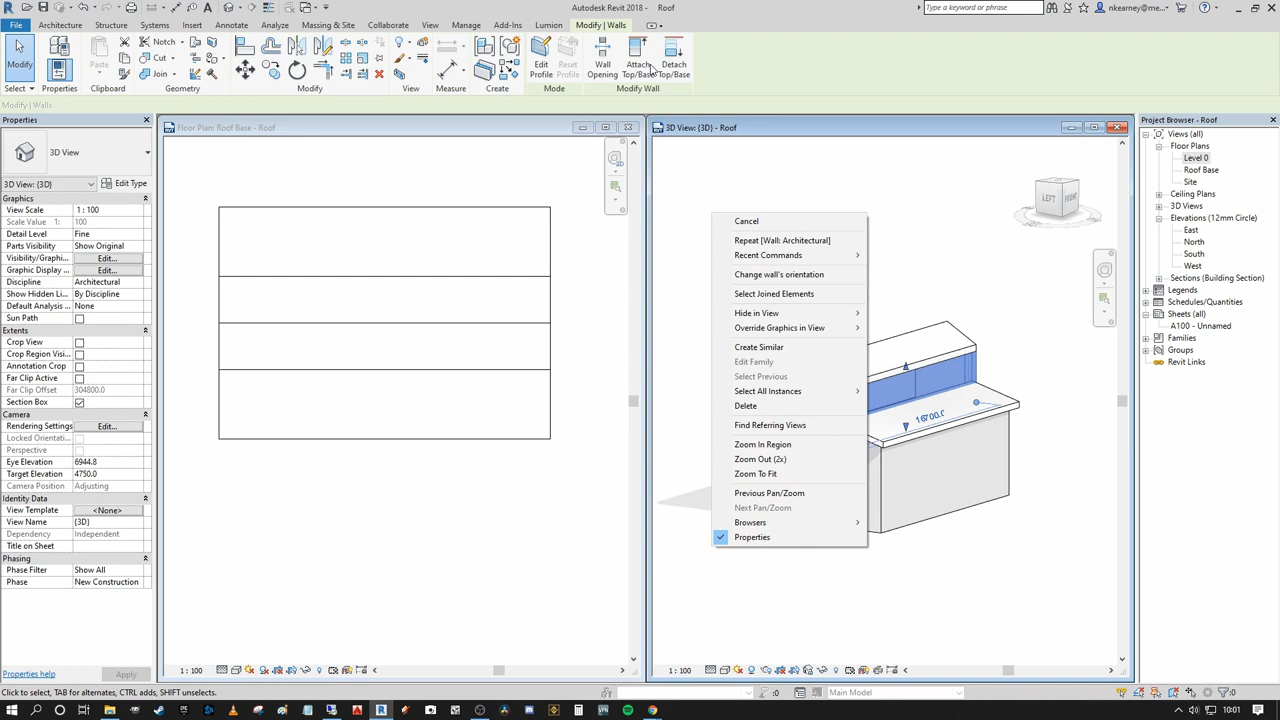 Autodesk Revit 2018 - Roof
Type a keyword or phrase
nkearney@me...
File Architecture Structure Systems Insert Annotate Analyze Massing & Site Collaborate View Manage Add-Ins Lumion Modify | Walls
Modify
Properties
Paste
Notch
Cut
Join
Edit Profile
Reset Profile
Wall Opening
Attach Top/Base
Detach Top/Base
Select Properties Clipboard Geometry Modify View Measure Create Mode Modify Wall
Modify | Walls
Properties
3D View
3D View: {3D}
Edit Type
Graphics
View Scale 1 : 100
Scale Value 1: 100
Detail Level Fine
Parts Visibility Show Original
Visibility/Graphi... Edit...
Graphic Display ... Edit...
Discipline Architectural
Show Hidden Li... By Discipline
Default Analysis ... None
Sun Path
Extents
Crop View
Crop Region Visi...
Annotation Crop
Far Clip Active
Far Clip Offset 304800.0
Section Box
Camera
Rendering Settings Edit...
Locked Orientati...
Perspective
Eye Elevation 6944.8
Target Elevation 4750.0
Camera Position Adjusting
Identity Data
View Template <None>
View Name {3D}
Dependency Independent
Title on Sheet
Phasing
Phase Filter Show All
Phase New Construction
Properties help
Apply
Floor Plan: Roof Base - Roof
1 : 100
3D View: {3D} - Roof
LEFT
FRONT
16700.0
Cancel
Repeat [Wall: Architectural]
Recent Commands
Change wall's orientation
Select Joined Elements
Hide in View
Override Graphics in View
Create Similar
Edit Family
Select Previous
Select All Instances
Delete
Find Referring Views
Zoom In Region
Zoom Out (2x)
Zoom To Fit
Previous Pan/Zoom
Next Pan/Zoom
Browsers
Properties
1 : 100
Project Browser - Roof
Views (all)
Floor Plans
Level 0
Roof Base
Site
Ceiling Plans
3D Views
Elevations (12mm Circle)
East
North
South
West
Sections (Building Section)
Legends
Schedules/Quantities
Sheets (all)
A100 - Unnamed
Families
Groups
Revit Links
Click to select, TAB for alternates, CTRL adds, SHIFT unselects.
:0
Main Model
:0
10:01